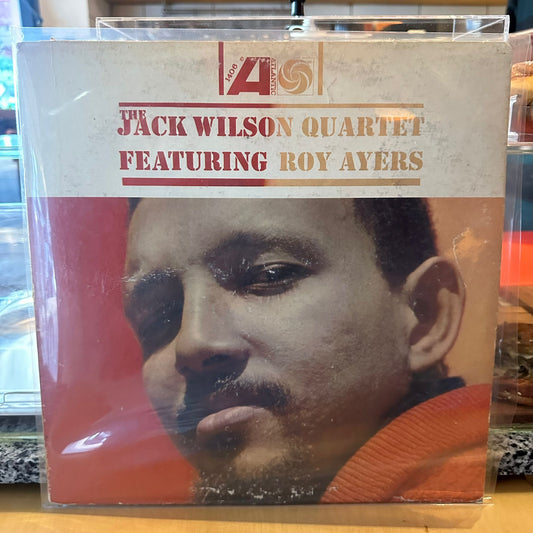 1406
A
ATLANTIC
THE
JACK WILSON QUARTET
FEATURING ROY AYERS